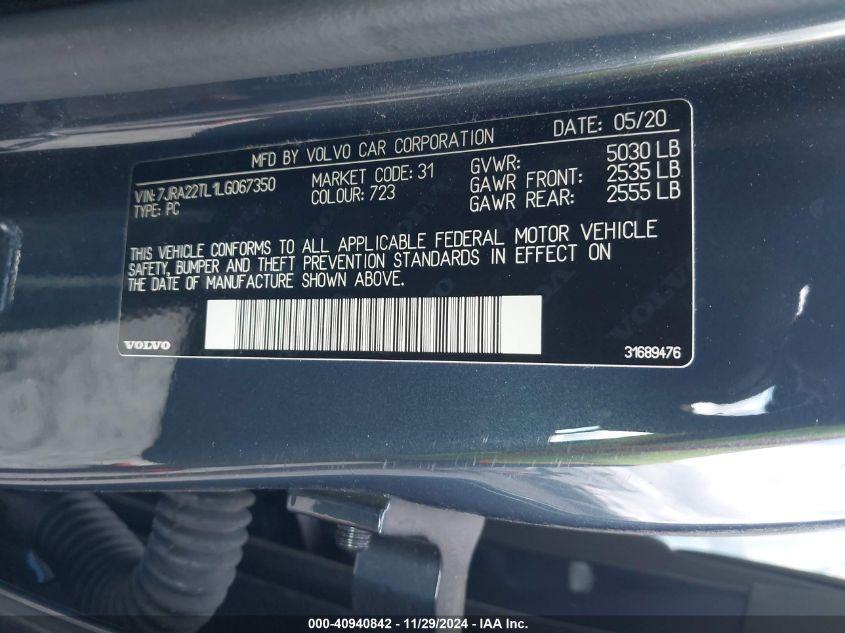 MFD BY VOLVO CAR CORPORATION DATE: 05/20
VIN: 7JRA22TL1LG067350 MARKET CODE: 31 GVWR: 5030 LB
TYPE: PC COLOUR: 723 GAWR FRONT: 2535 LB
GAWR REAR: 2555 LB
THIS VEHICLE CONFORMS TO ALL APPLICABLE FEDERAL MOTOR VEHICLE
SAFETY, BUMPER AND THEFT PREVENTION STANDARDS IN EFFECT ON
THE DATE OF MANUFACTURE SHOWN ABOVE.
VOLVO 31689476
000-40940842 - 11/29/2024 - IAA Inc.